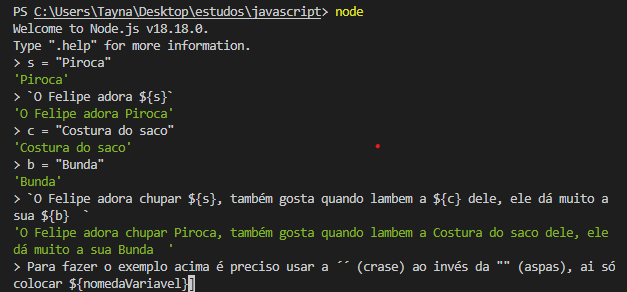 PS C:\Users\Tayna\Desktop\estudos\javascript> node
Welcome to Node.js v18.18.0.
Type ".help" for more information.
> s = "Piroca"
'Piroca'
> `O Felipe adora ${s}`
'O Felipe adora Piroca'
> c = "Costura do saco"
'Costura do saco'
> b = "Bunda"
'Bunda'
> `O Felipe adora chupar ${s}, também gosta quando lambem a ${c} dele, ele dá muito a
sua ${b}  `
'O Felipe adora chupar Piroca, também gosta quando lambem a Costura do saco dele, ele
dá muito a sua Bunda  '
> Para fazer o exemplo acima é preciso usar a ´´ (crase) ao invés da "" (aspas), ai só
colocar ${nomedaVariavel}